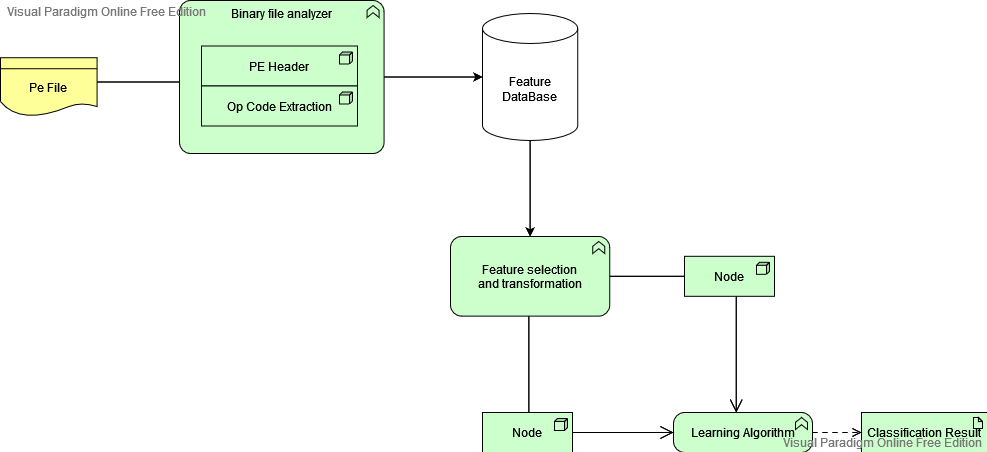 Visual Paradigm Online Free Edition
Binary file analyzer
PE Header
Pe File
Op Code Extraction
Feature
DataBase
Feature selection
and transformation
Node
Node
Learning Algorithm
Classification Result
Visual Paradigm Online Free Edition